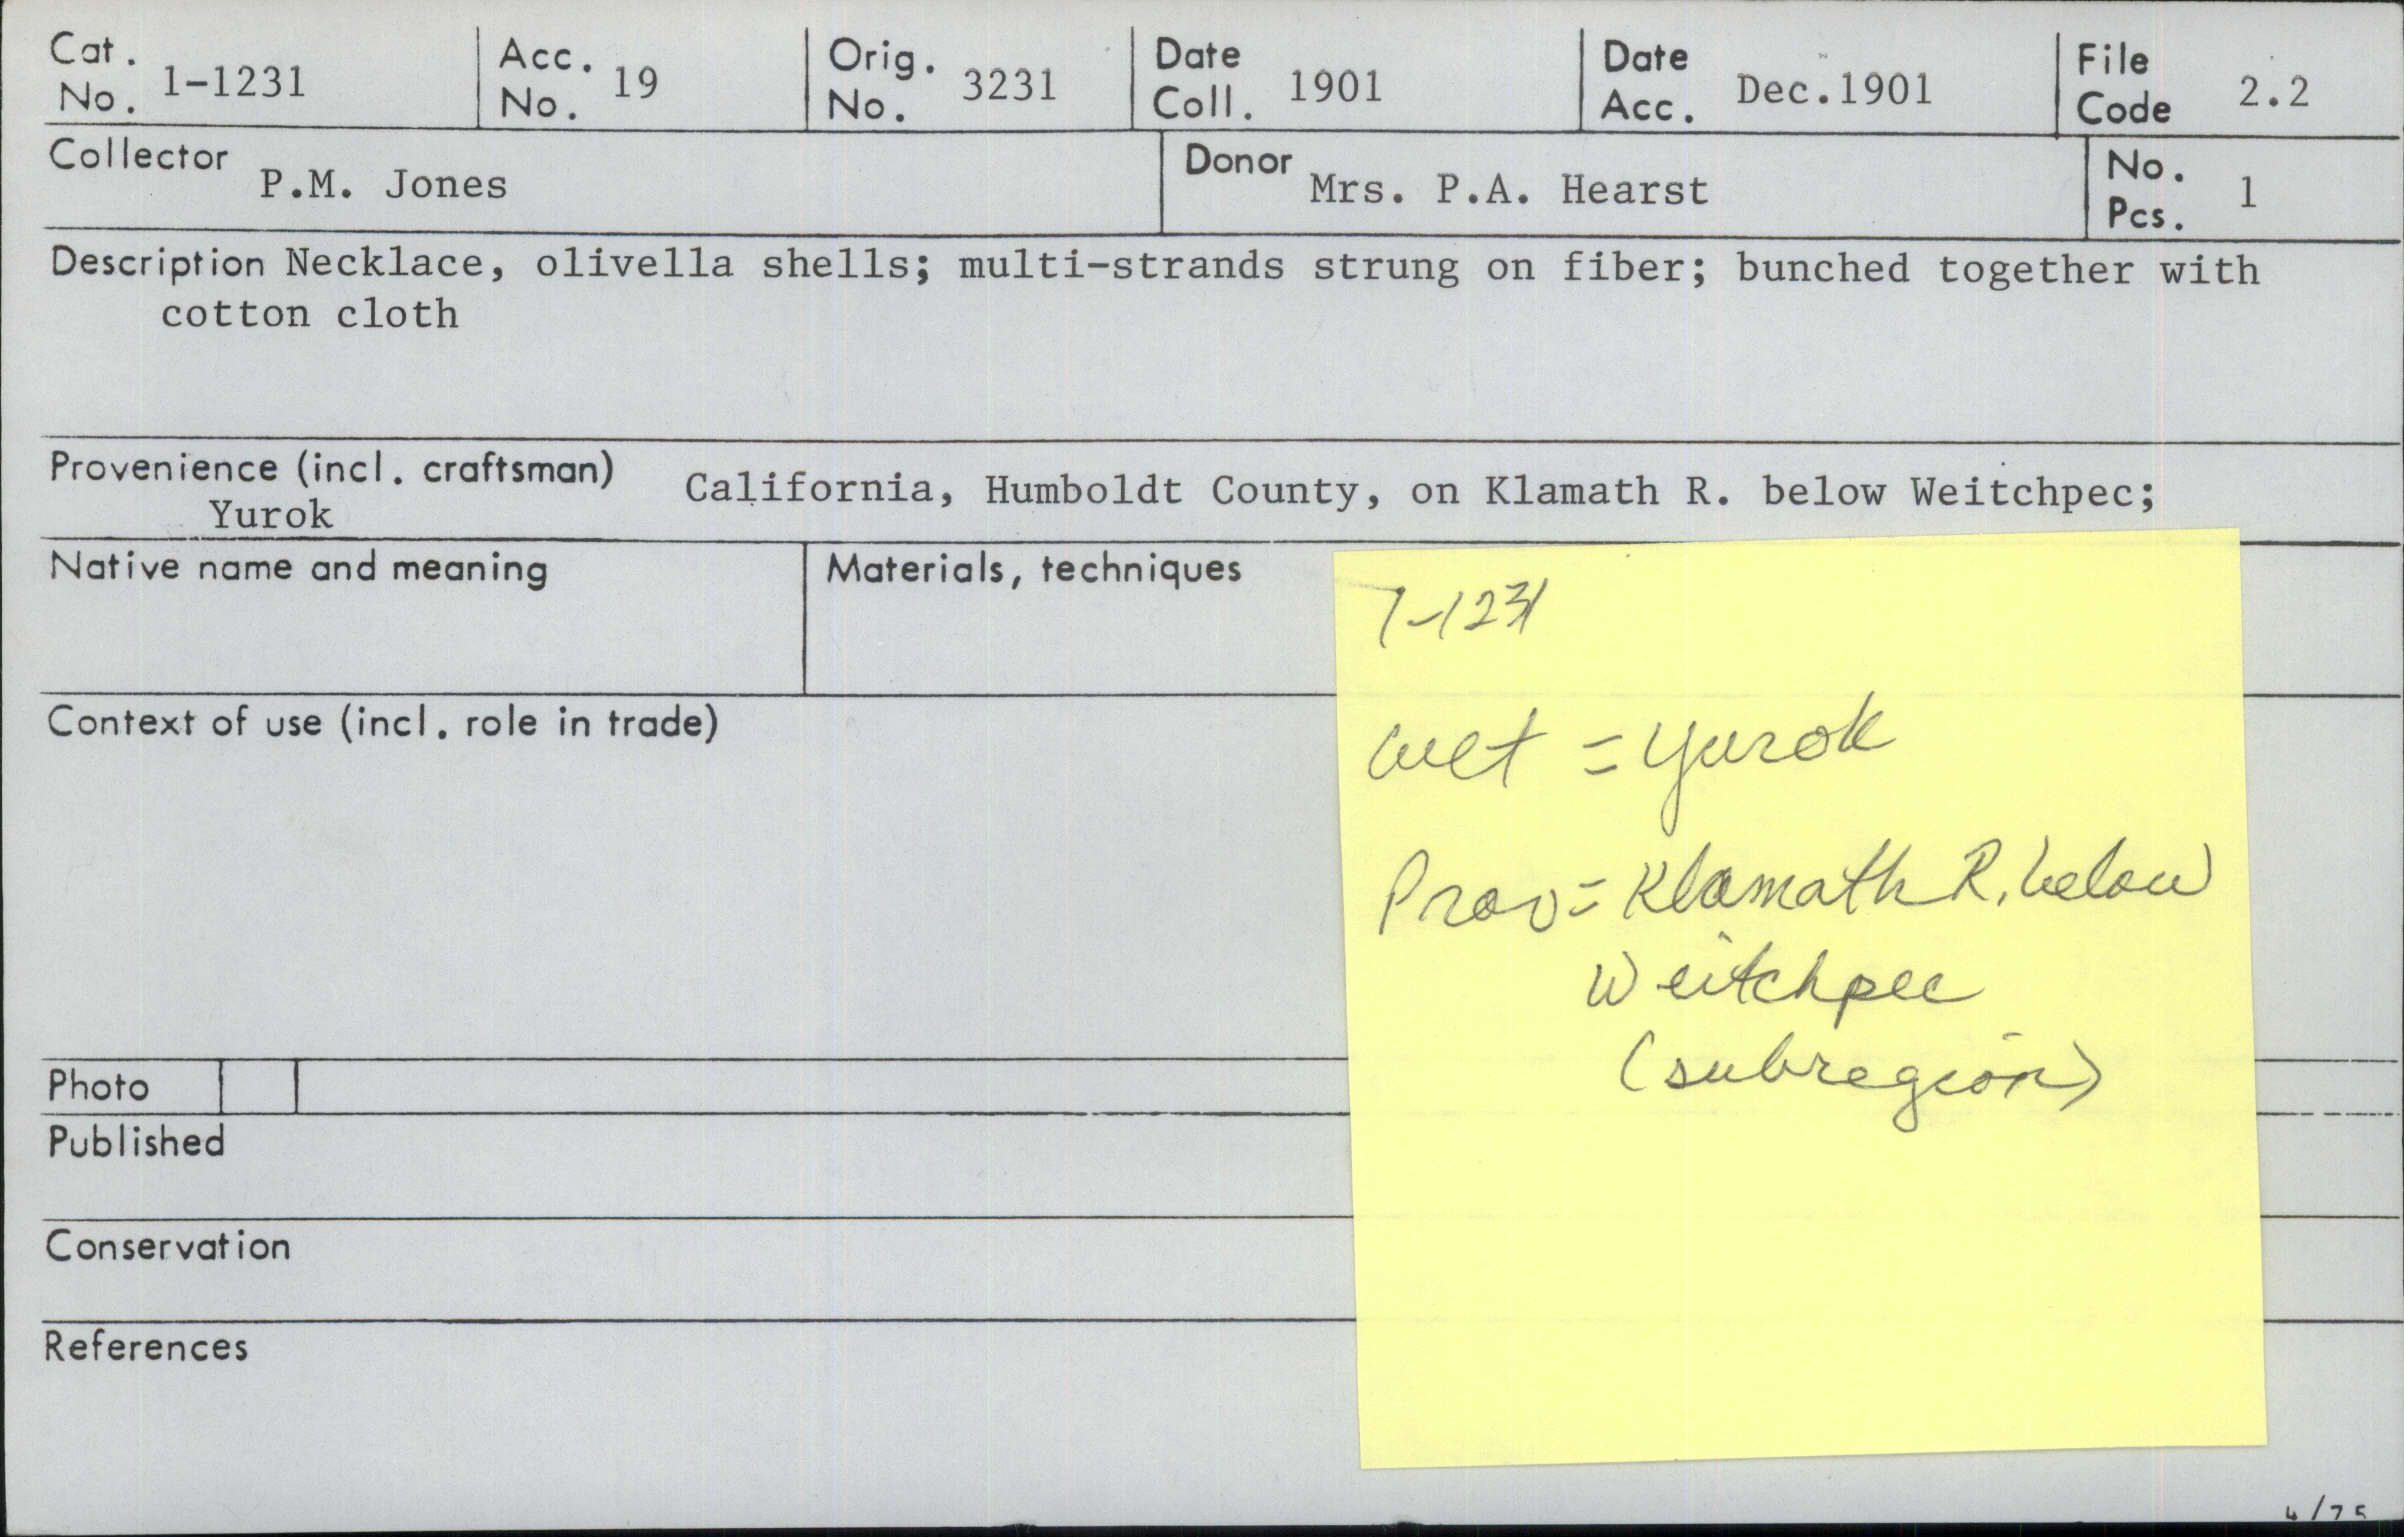 Cat. No. 1-1231 Acc. No. 19 Orig. No. 3231 Date Coll. 1901 Date Acc. Dec.1901 File Code 2.2
Collector P.M. Jones Donor Mrs. P.A. Hearst No. Pcs. 1
Description Necklace, olivella shells; multi-strands strung on fiber; bunched together with
cotton cloth
Provenience (incl. craftsman) California, Humboldt County, on Klamath R. below Weitchpec;
Yurok
Native name and meaning Materials, techniques
Context of use (incl. role in trade)
Photo
Published
Conservation
References
1-1231
cult = Yurok
Prov = Klamath R. below
Weitchpec
(subregion)
4/75